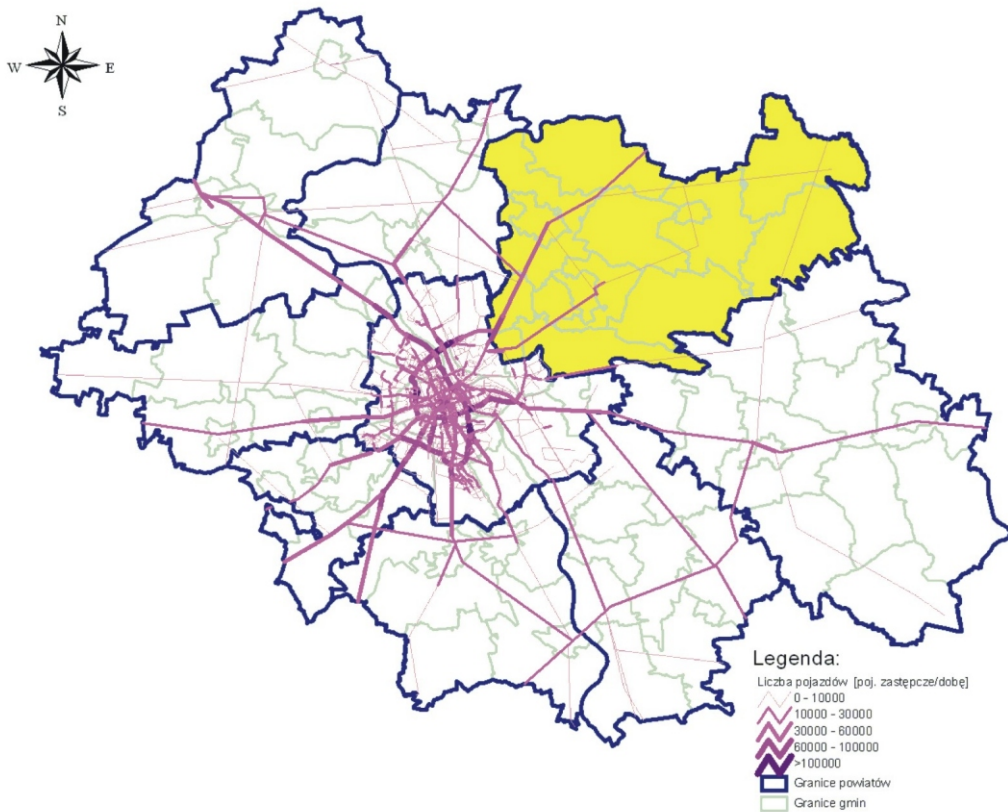 N
W E
S
Legenda:
Liczba pojazdów [poj. zastępcze/dobę]
0 - 10000
10000 - 30000
30000 - 60000
60000 - 100000
>100000
Granice powiatów
Granice gmin